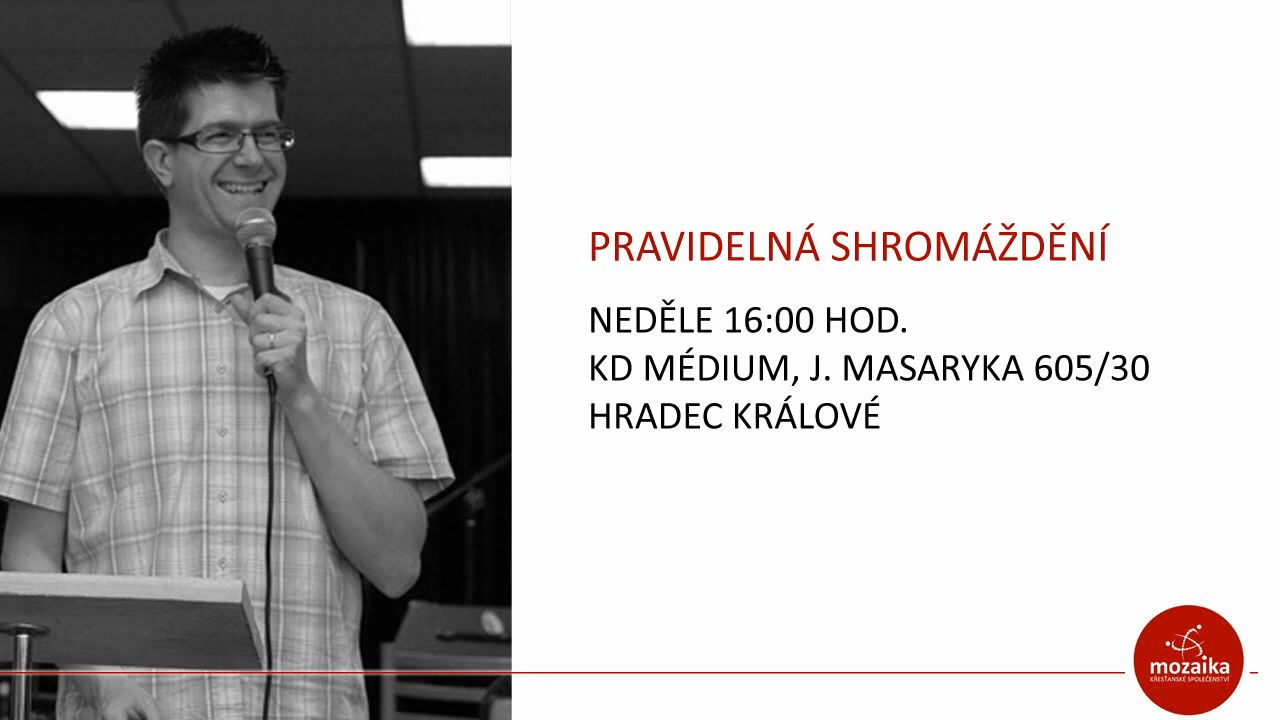 PRAVIDELNÁ SHROMÁŽDĚNÍ
NEDĚLE 16:00 HOD.
KD MÉDIUM, J. MASARYKA 605/30
HRADEC KRÁLOVÉ
mozaika
KŘESŤANSKÉ SPOLEČENSTVÍ